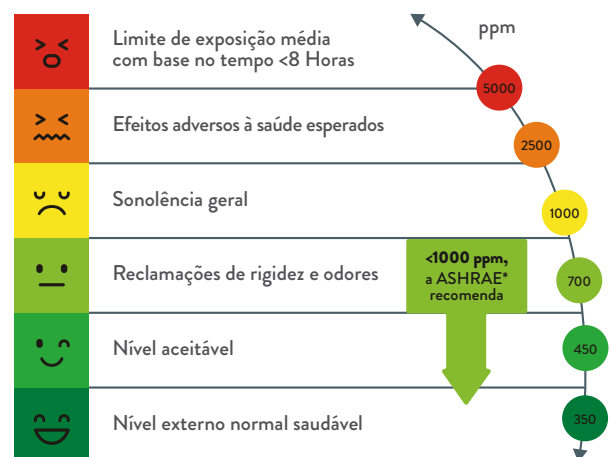 Limite de exposição média
com base no tempo <8 Horas
ppm
5000
Efeitos adversos à saúde esperados
2500
Sonolência geral
1000
Reclamações de rigidez e odores
<1000 ppm,
a ASHRAE*
recomenda
700
Nível aceitável
450
Nível externo normal saudável
350